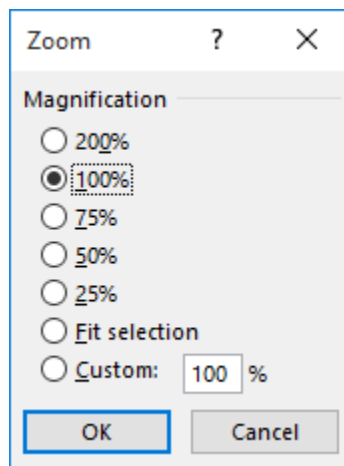 Zoom ? ×
Magnification
200%
100%
75%
50%
25%
Fit selection
Custom: 100 %
OK Cancel